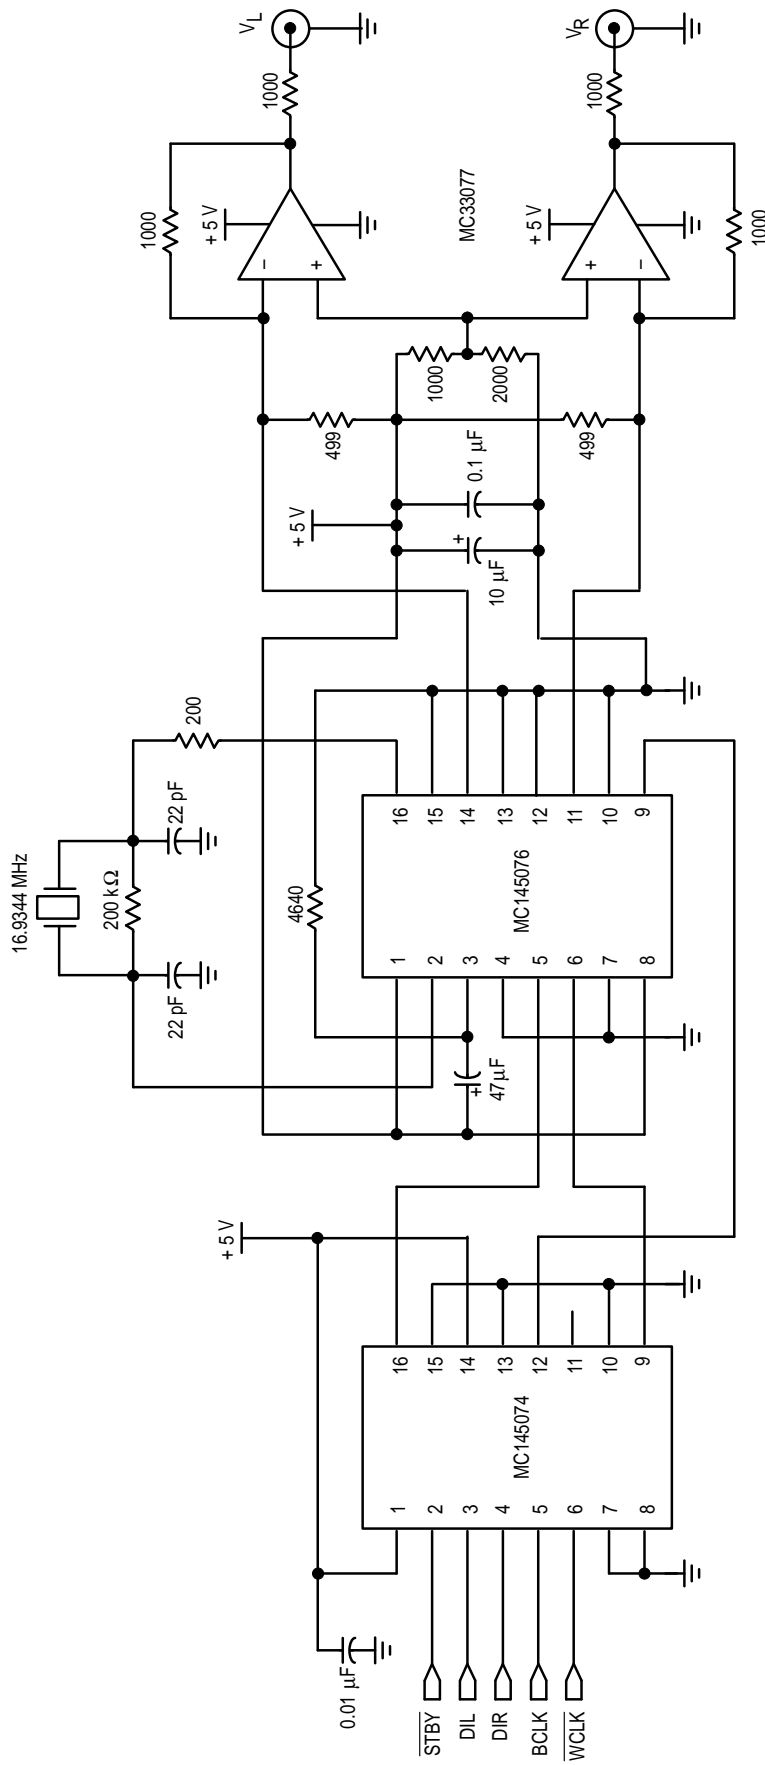 16.9344 MHz
200 kΩ
22 pF
22 pF
200
4640
47 µF
+
+ 5 V
0.01 µF
STBY
DIL
DIR
BCLK
WCLK
MC145074
1
2
3
4
5
6
7
8
16
15
14
13
12
11
10
9
MC145076
1
2
3
4
5
6
7
8
16
15
14
13
12
11
10
9
+ 5 V
+
10 µF
0.1 µF
499
499
1000
2000
1000
+ 5 V
–
+
1000
VL
MC33077
+ 5 V
+
–
1000
1000
VR